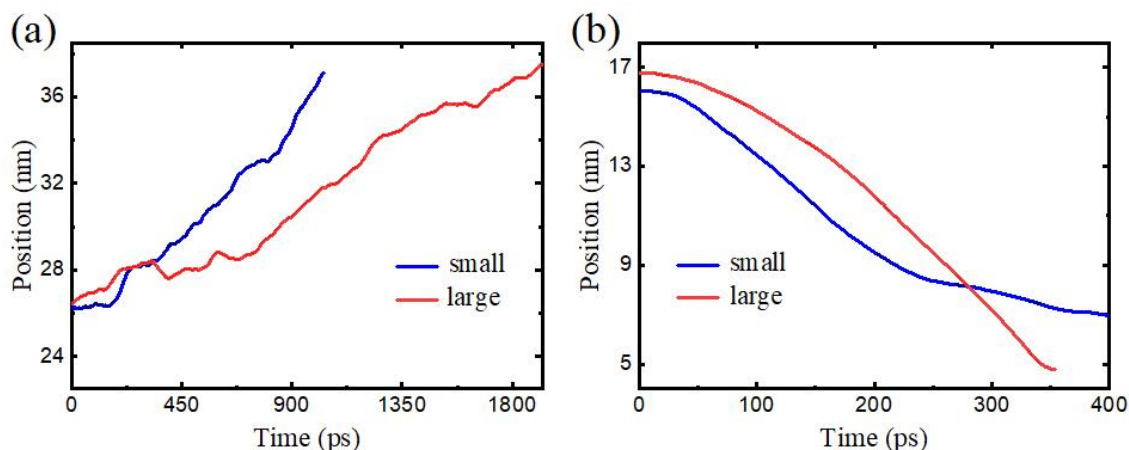 (a)
Position (nm)
36
32
28
24
small
large
0 450 900 1350 1800
Time (ps)
(b)
Position (nm)
17
13
9
5
small
large
0 100 200 300 400
Time (ps)